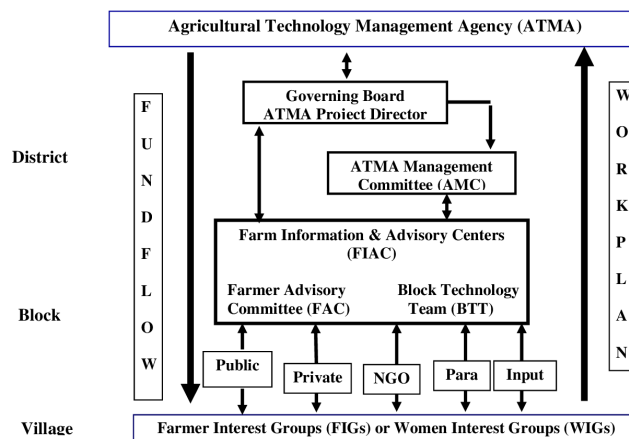 Agricultural Technology Management Agency (ATMA)
Governing Board
ATMA Project Director
District
ATMA Management
Committee (AMC)
Farm Information & Advisory Centers
(FIAC)
Farmer Advisory
Committee (FAC)
Block Technology
Team (BTT)
Block
Public
Private
NGO
Para
Input
Village
Farmer Interest Groups (FIGs) or Women Interest Groups (WIGs)
F
U
N
D
F
L
O
W
W
O
R
K
P
L
A
N